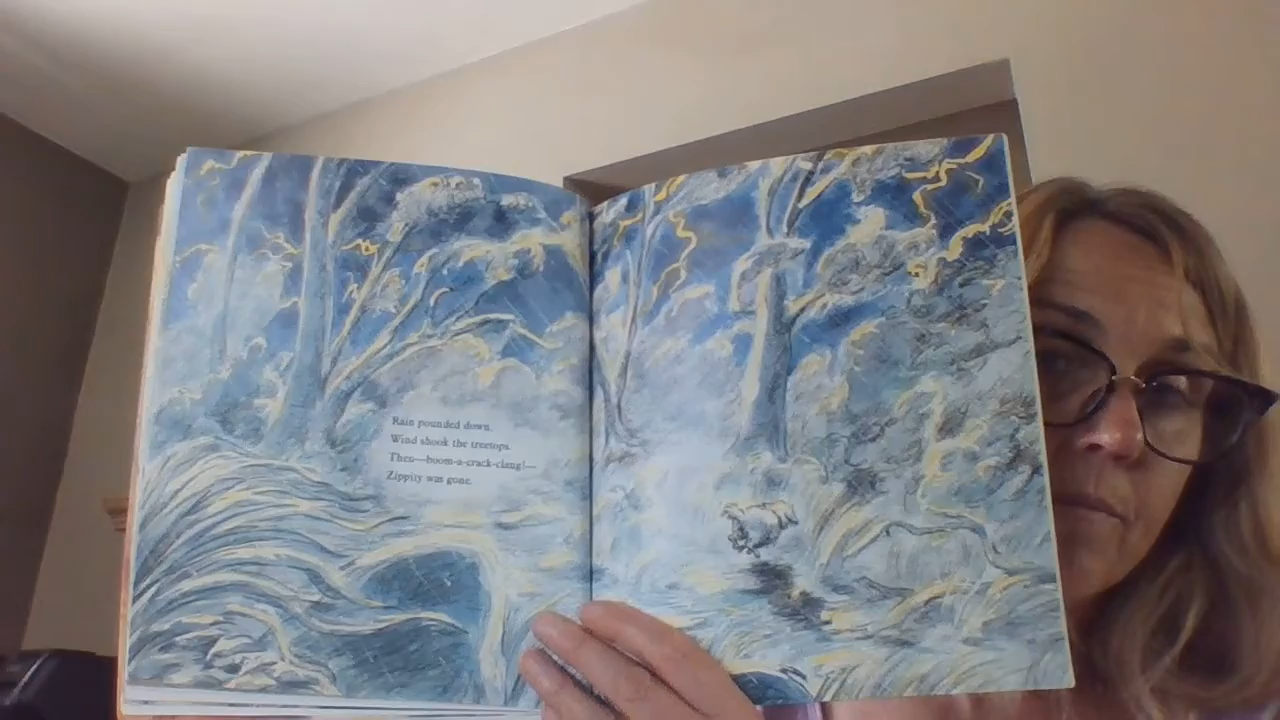 Rain pounded down.
Wind shook the treetops.
Then—boom-a-crack-clang!—
Zippity was gone.